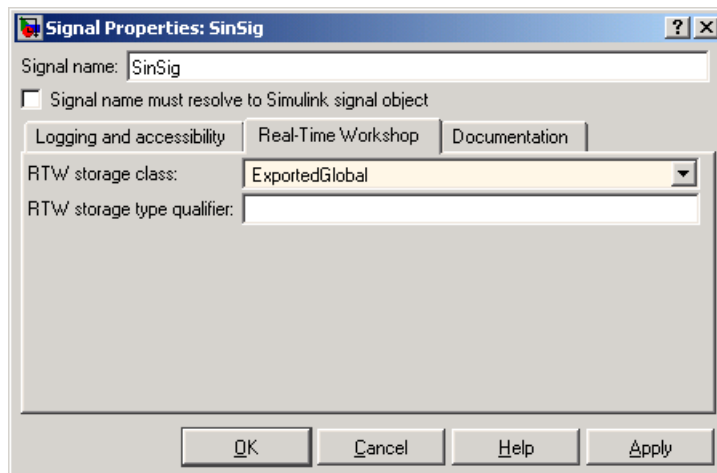 Signal Properties: SinSig
Signal name: SinSig
Signal name must resolve to Simulink signal object
Logging and accessibility Real-Time Workshop Documentation
RTW storage class: ExportedGlobal
RTW storage type qualifier:
OK Cancel Help Apply